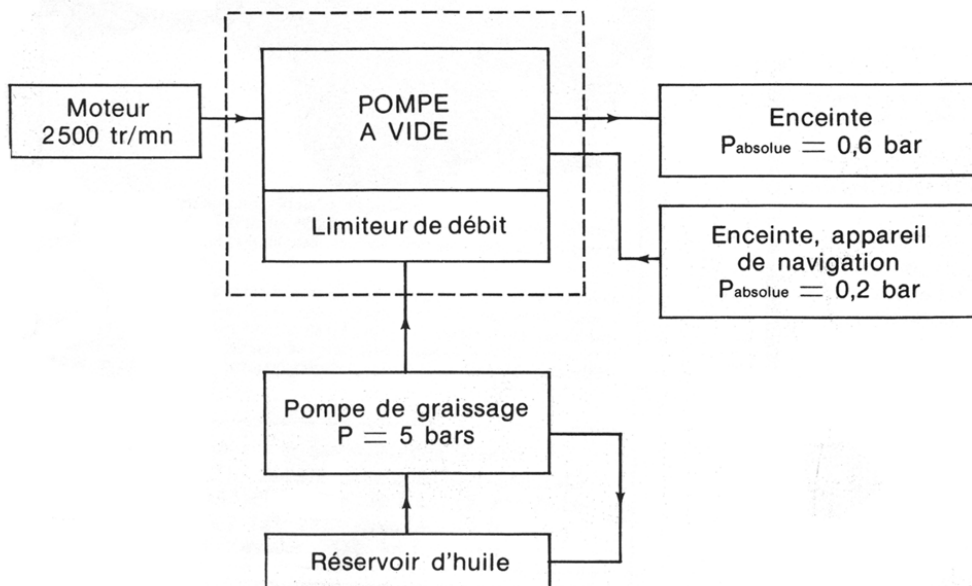 Moteur
2500 tr/mn
POMPE
A VIDE
Limiteur de débit
Enceinte
Pabsolue = 0,6 bar
Enceinte, appareil
de navigation
Pabsolue = 0,2 bar
Pompe de graissage
P = 5 bars
Réservoir d'huile